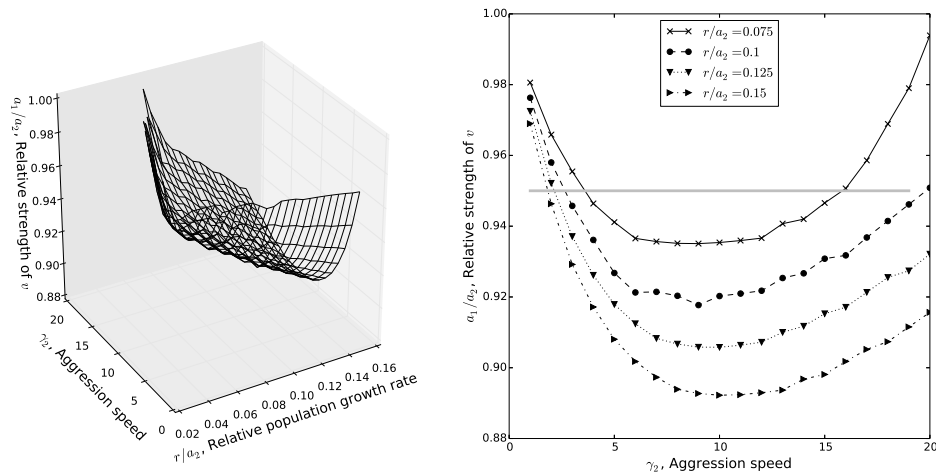 1.00
0.98
0.96
0.94
0.92
0.90
0.88
a₁/a₂, Relative strength of v
20
15
10
5
0
γ₂, Aggression speed
0.02 0.04 0.06 0.08 0.10 0.12 0.14 0.16
r/a₂, Relative population growth rate
1.00
0.98
0.96
0.94
0.92
0.90
0.88
a₁/a₂, Relative strength of v
r/a₂ =0.075
r/a₂ =0.1
r/a₂ =0.125
r/a₂ =0.15
0 5 10 15 20
γ₂, Aggression speed